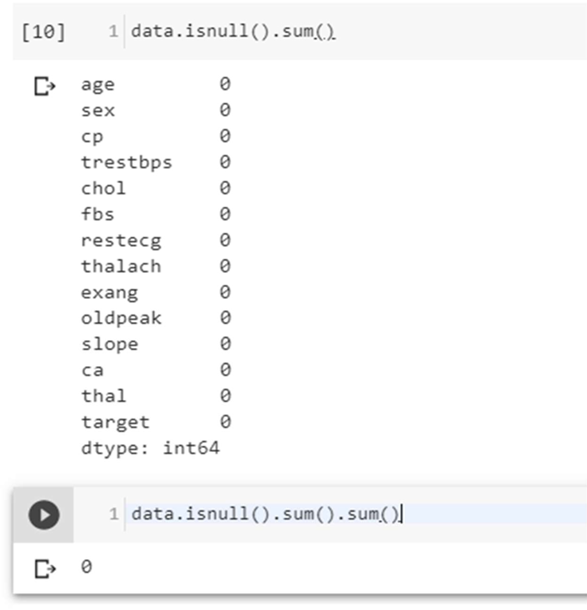 [10] 1 data.isnull().sum()
age 0
sex 0
cp 0
trestbps 0
chol 0
fbs 0
restecg 0
thalach 0
exang 0
oldpeak 0
slope 0
ca 0
thal 0
target 0
dtype: int64
1 data.isnull().sum().sum()
0